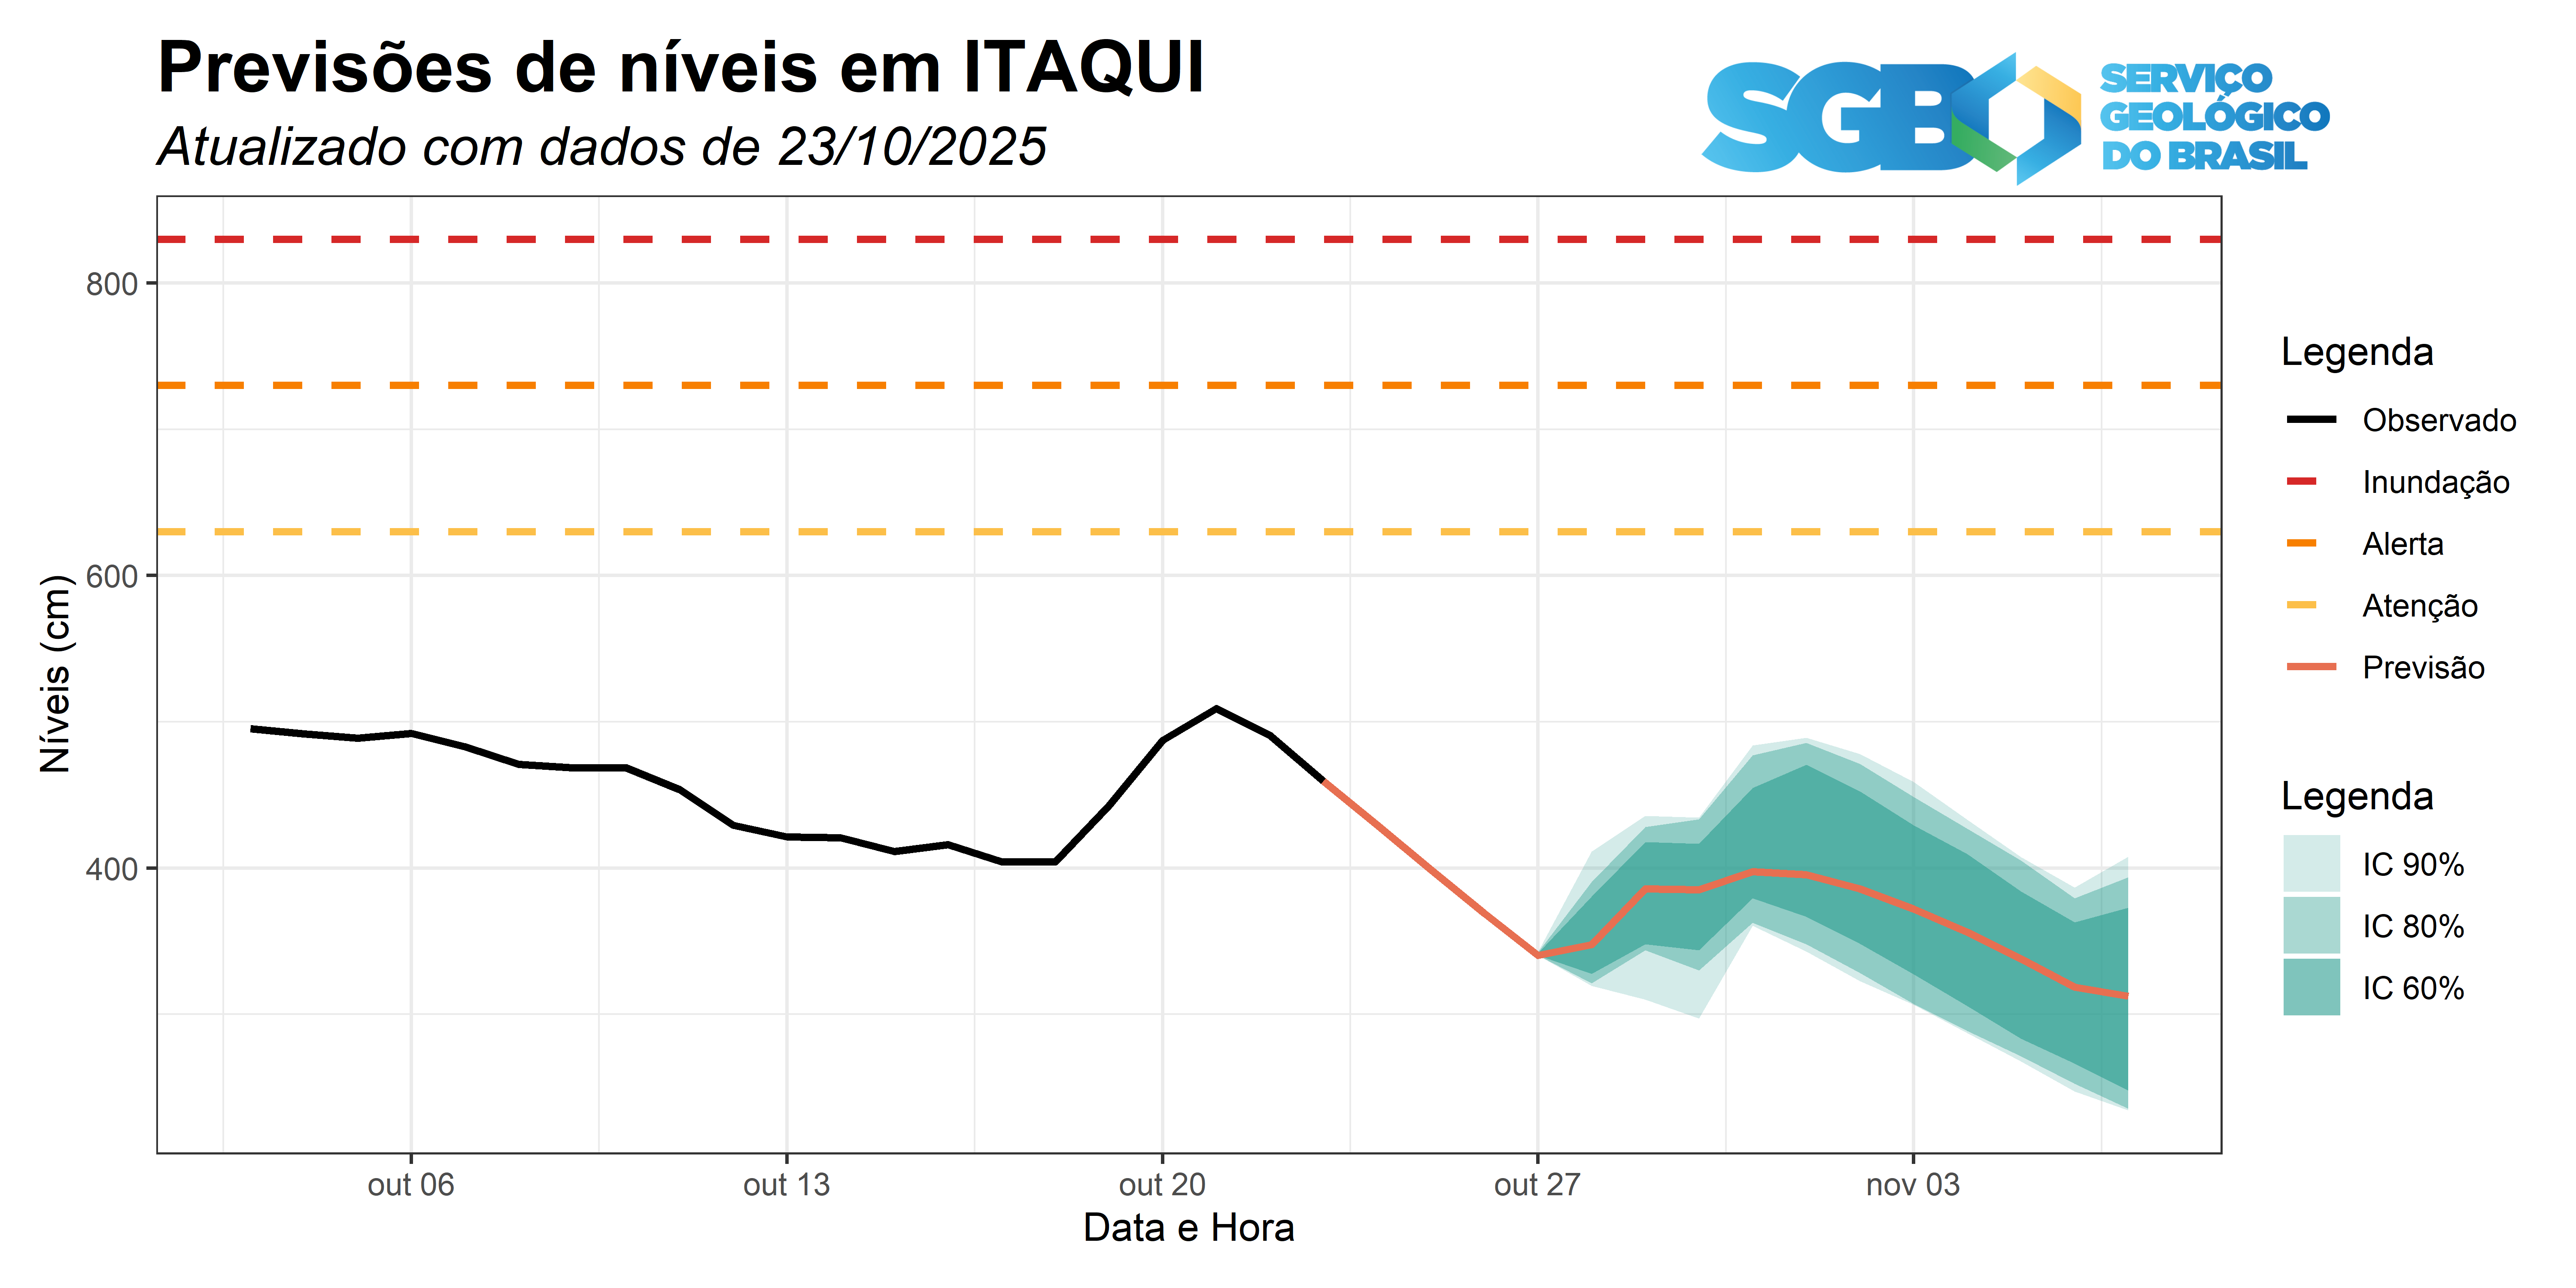 Previsões de níveis em ITAQUI
Atualizado com dados de 23/10/2025
SGB
SERVIÇO
GEOLÓGICO
DO BRASIL
Níveis (cm)
800
600
400
out 06
out 13
out 20
out 27
nov 03
Data e Hora
Legenda
Observado
Inundação
Alerta
Atenção
Previsão
Legenda
IC 90%
IC 80%
IC 60%